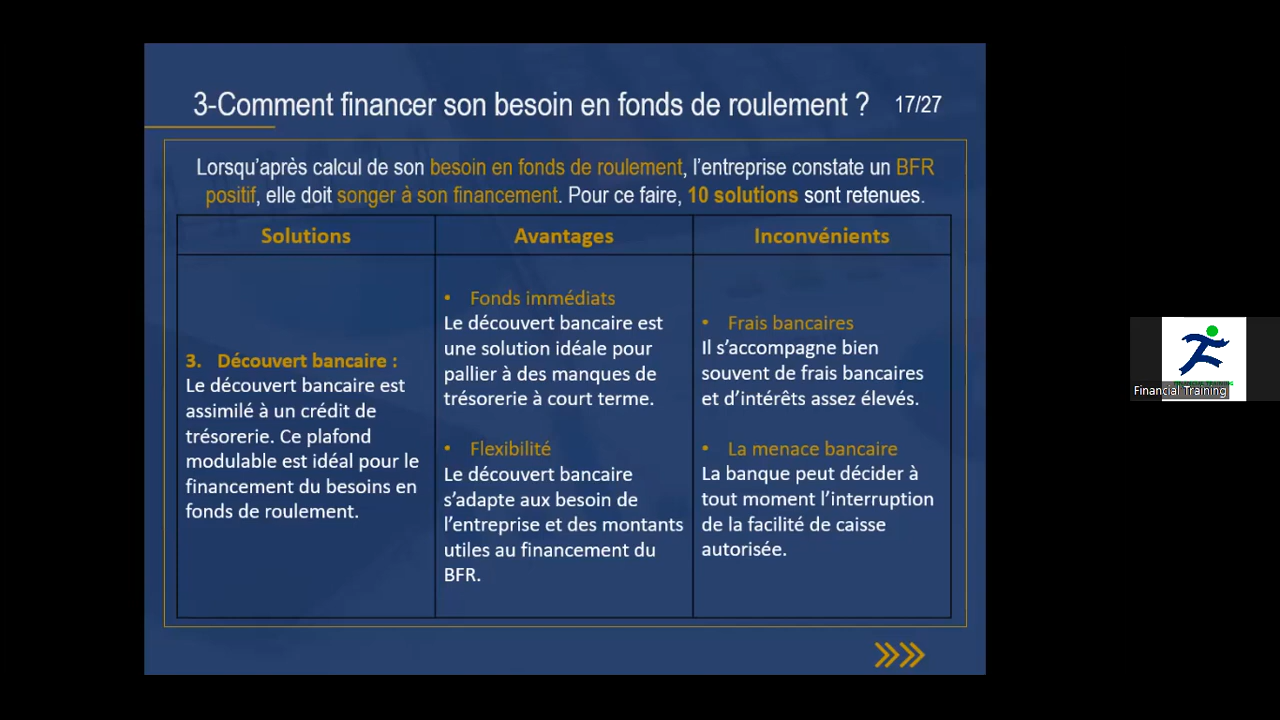 3-Comment financer son besoin en fonds de roulement ? 17/27
Lorsqu'après calcul de son besoin en fonds de roulement, l'entreprise constate un BFR
positif, elle doit songer à son financement. Pour ce faire, 10 solutions sont retenues.
Solutions
Avantages
Inconvénients
3. Découvert bancaire :
Le découvert bancaire est
assimilé à un crédit de
trésorerie. Ce plafond
modulable est idéal pour le
financement du besoins en
fonds de roulement.
• Fonds immédiats
Le découvert bancaire est
une solution idéale pour
pallier à des manques de
trésorerie à court terme.
• Flexibilité
Le découvert bancaire
s'adapte aux besoin de
l'entreprise et des montants
utiles au financement du
BFR.
• Frais bancaires
Il s'accompagne bien
souvent de frais bancaires
et d'intérêts assez élevés.
• La menace bancaire
La banque peut décider à
tout moment l'interruption
de la facilité de caisse
autorisée.
Financial Training